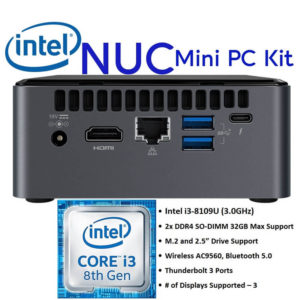 intel
NUC Mini PC Kit
19V
HDMI
intel
CORE i3
8th Gen
• Intel i3-8109U (3.0GHz)
• 2x DDR4 SO-DIMM 32GB Max Support
• M.2 and 2.5” Drive Support
• Wireless AC9560, Bluetooth 5.0
• Thunderbolt 3 Ports
• # of Displays Supported – 3